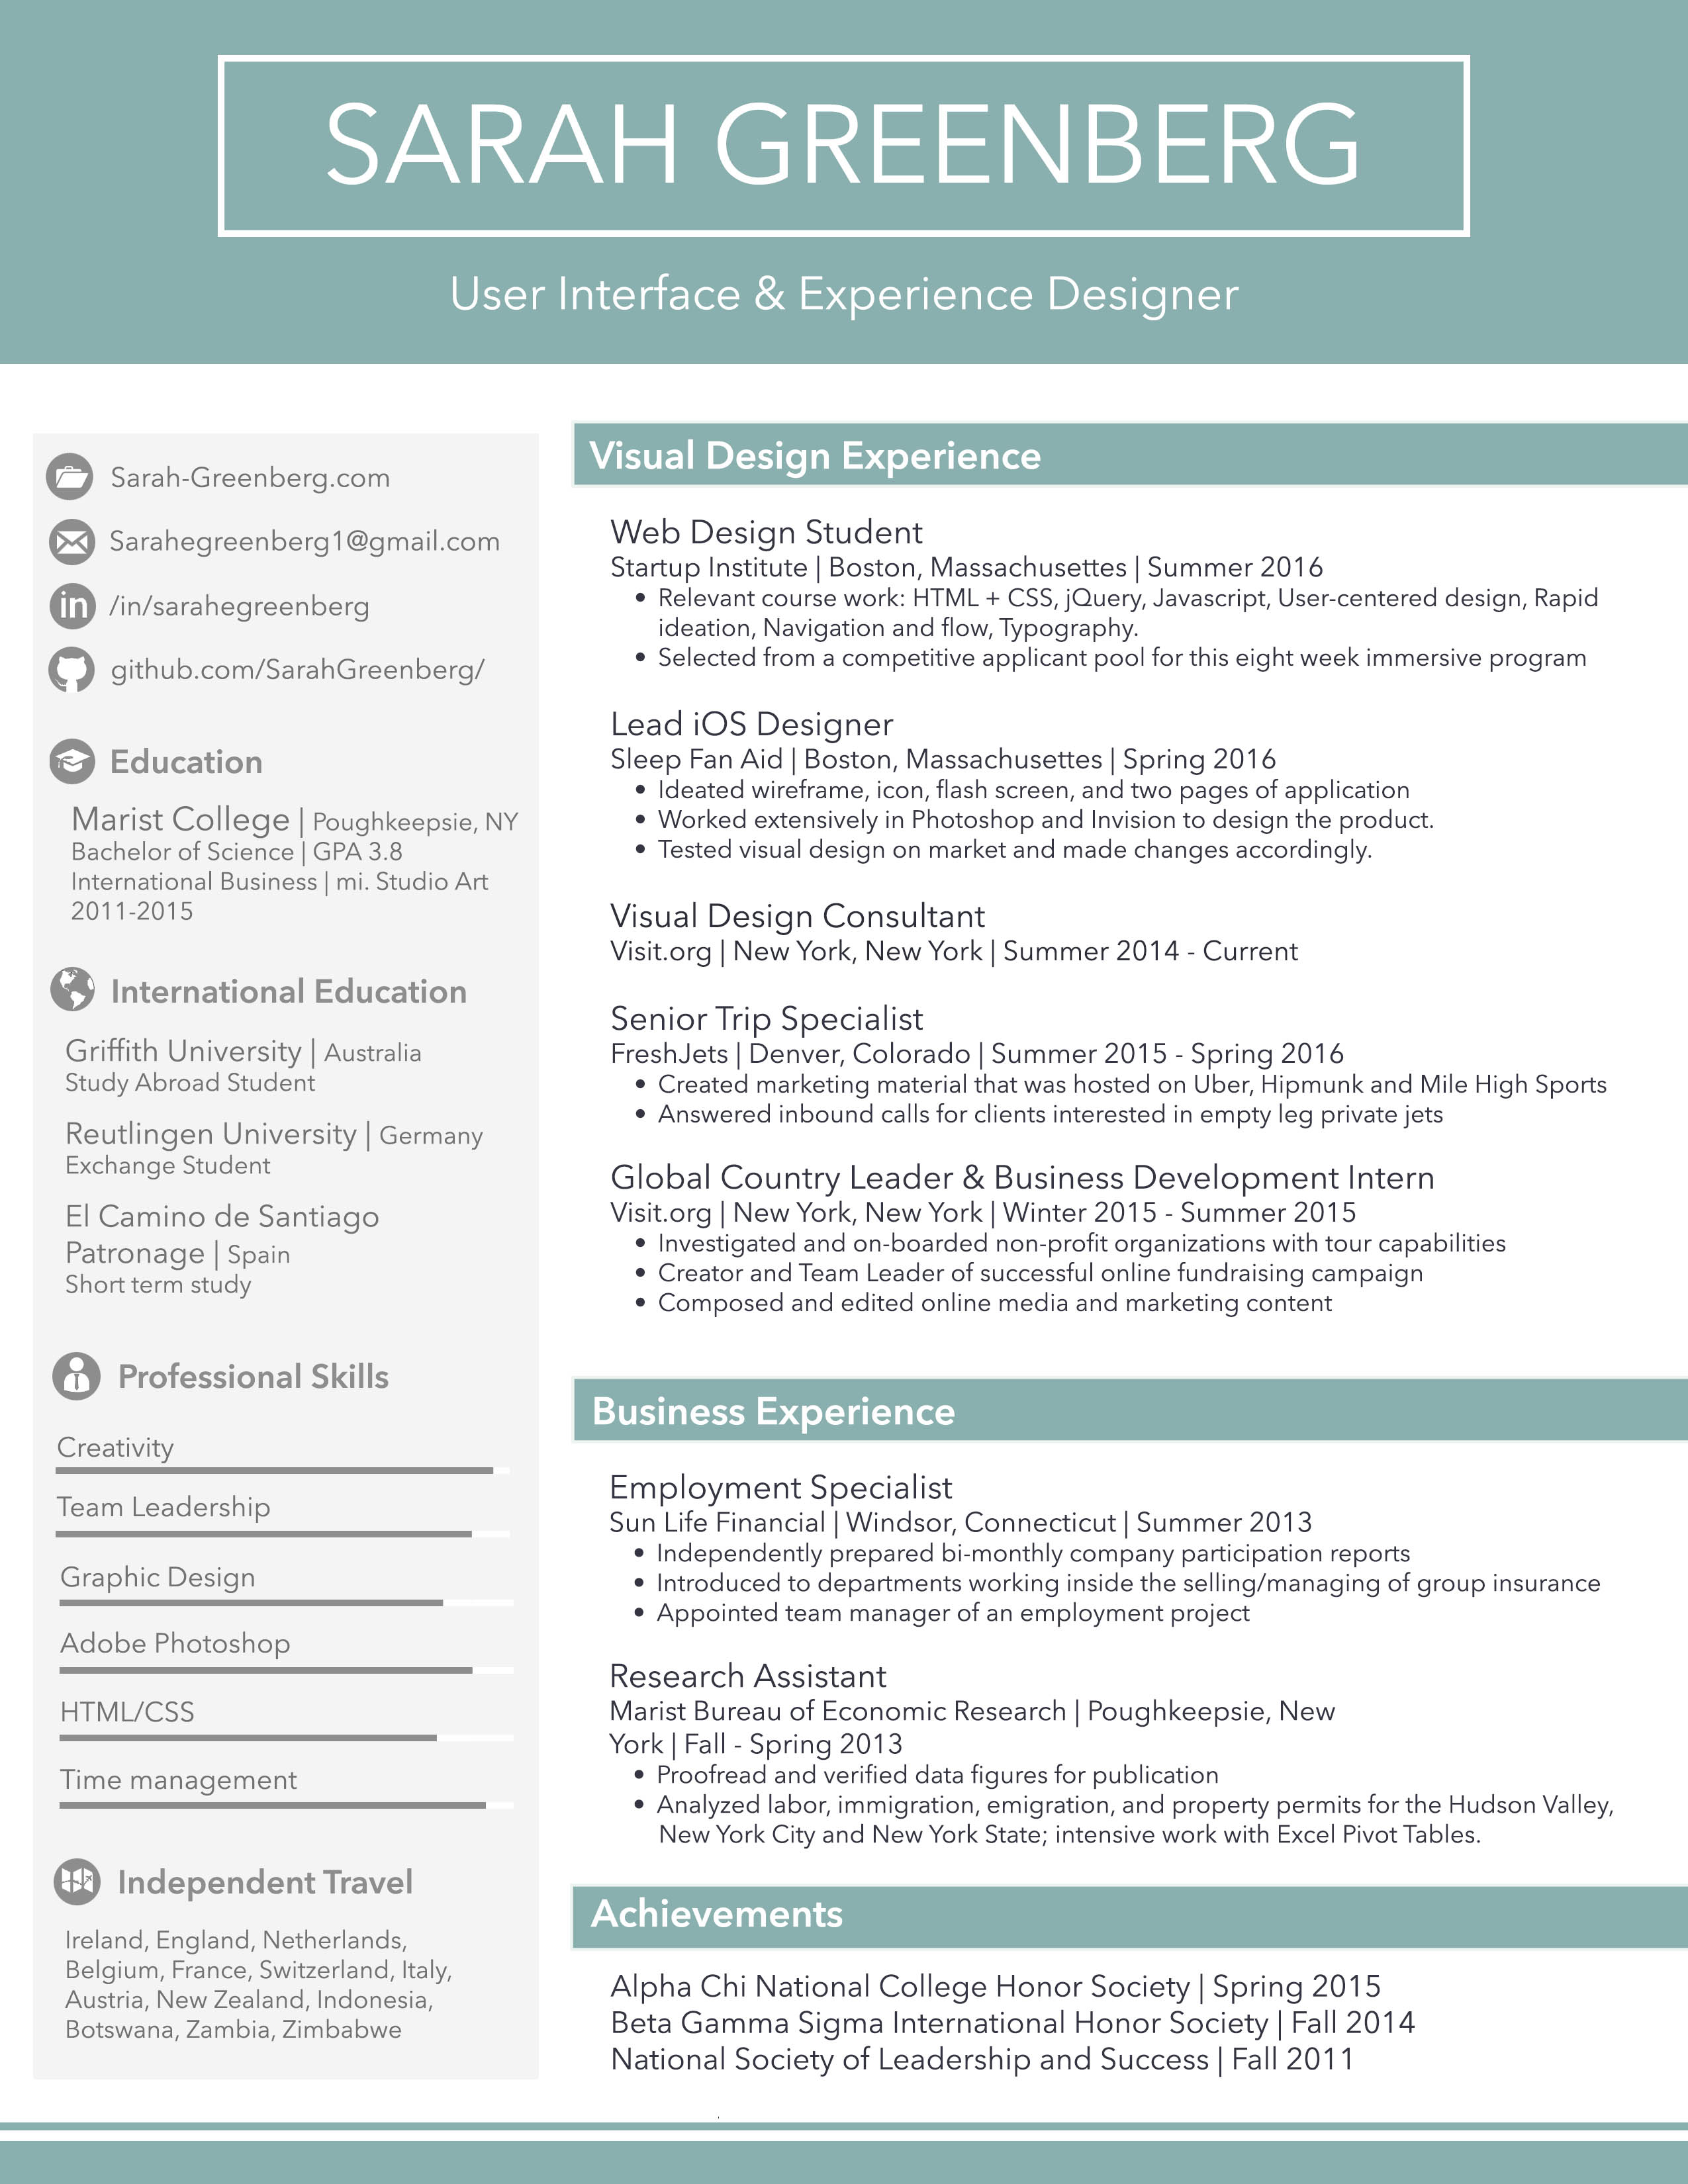 SARAH GREENBERG
User Interface & Experience Designer
Sarah-Greenberg.com
Sarahegreenberg1@gmail.com
in /in/sarahegreenberg
github.com/SarahGreenberg/
Education
Marist College | Poughkeepsie, NY
Bachelor of Science | GPA 3.8
International Business | mi. Studio Art
2011-2015
International Education
Griffith University | Australia
Study Abroad Student
Reutlingen University | Germany
Exchange Student
El Camino de Santiago
Patronage | Spain
Short term study
Professional Skills
Creativity
Team Leadership
Graphic Design
Adobe Photoshop
HTML/CSS
Time management
Independent Travel
Ireland, England, Netherlands,
Belgium, France, Switzerland, Italy,
Austria, New Zealand, Indonesia,
Botswana, Zambia, Zimbabwe
Visual Design Experience
Web Design Student
Startup Institute | Boston, Massachusettes | Summer 2016
• Relevant course work: HTML + CSS, jQuery, Javascript, User-centered design, Rapid
ideation, Navigation and flow, Typography.
• Selected from a competitive applicant pool for this eight week immersive program
Lead iOS Designer
Sleep Fan Aid | Boston, Massachusettes | Spring 2016
• Ideated wireframe, icon, flash screen, and two pages of application
• Worked extensively in Photoshop and Invision to design the product.
• Tested visual design on market and made changes accordingly.
Visual Design Consultant
Visit.org | New York, New York | Summer 2014 - Current
Senior Trip Specialist
FreshJets | Denver, Colorado | Summer 2015 - Spring 2016
• Created marketing material that was hosted on Uber, Hipmunk and Mile High Sports
• Answered inbound calls for clients interested in empty leg private jets
Global Country Leader & Business Development Intern
Visit.org | New York, New York | Winter 2015 - Summer 2015
• Investigated and on-boarded non-profit organizations with tour capabilities
• Creator and Team Leader of successful online fundraising campaign
• Composed and edited online media and marketing content
Business Experience
Employment Specialist
Sun Life Financial | Windsor, Connecticut | Summer 2013
• Independently prepared bi-monthly company participation reports
• Introduced to departments working inside the selling/managing of group insurance
• Appointed team manager of an employment project
Research Assistant
Marist Bureau of Economic Research | Poughkeepsie, New
York | Fall - Spring 2013
• Proofread and verified data figures for publication
• Analyzed labor, immigration, emigration, and property permits for the Hudson Valley,
New York City and New York State; intensive work with Excel Pivot Tables.
Achievements
Alpha Chi National College Honor Society | Spring 2015
Beta Gamma Sigma International Honor Society | Fall 2014
National Society of Leadership and Success | Fall 2011